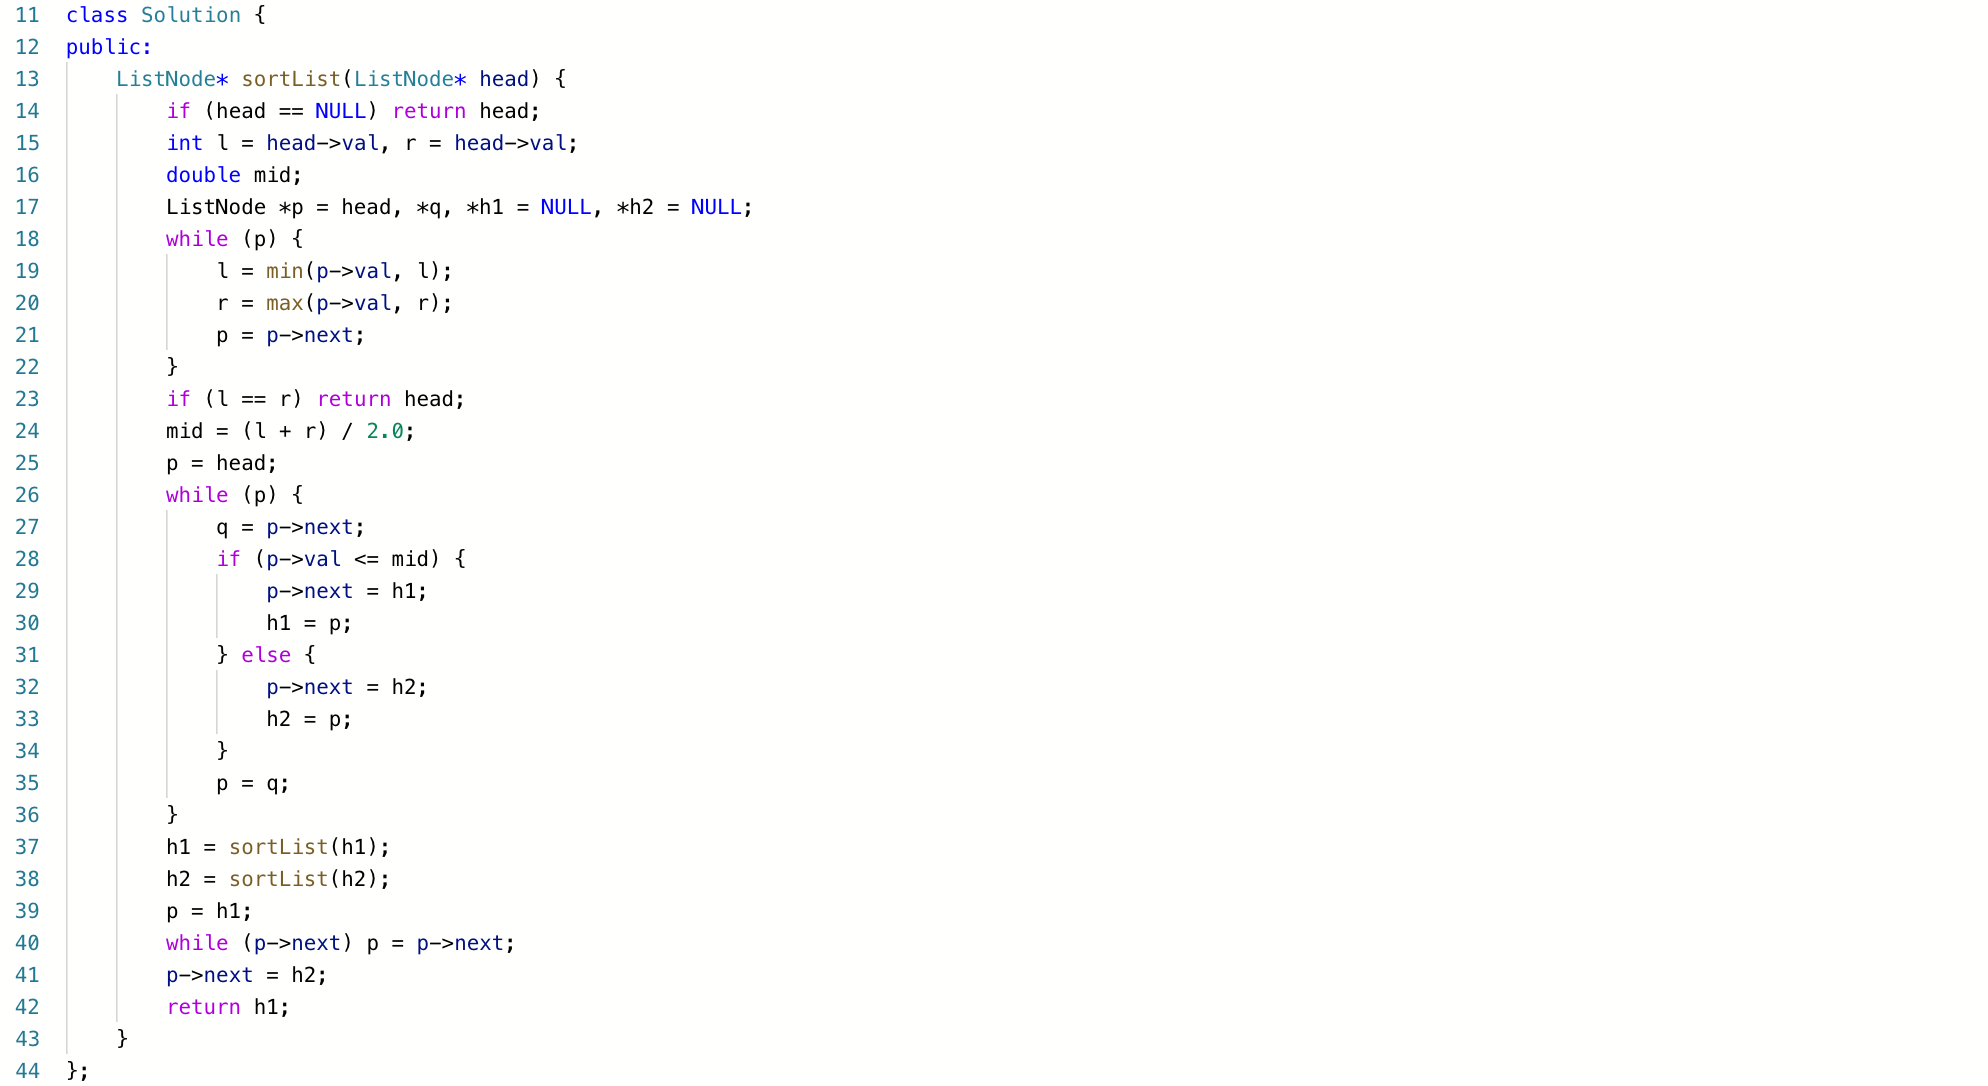 11 class Solution {
12 public:
13     ListNode* sortList(ListNode* head) {
14         if (head == NULL) return head;
15         int l = head->val, r = head->val;
16         double mid;
17         ListNode *p = head, *q, *h1 = NULL, *h2 = NULL;
18         while (p) {
19             l = min(p->val, l);
20             r = max(p->val, r);
21             p = p->next;
22         }
23         if (l == r) return head;
24         mid = (l + r) / 2.0;
25         p = head;
26         while (p) {
27             q = p->next;
28             if (p->val <= mid) {
29                 p->next = h1;
30                 h1 = p;
31             } else {
32                 p->next = h2;
33                 h2 = p;
34             }
35             p = q;
36         }
37         h1 = sortList(h1);
38         h2 = sortList(h2);
39         p = h1;
40         while (p->next) p = p->next;
41         p->next = h2;
42         return h1;
43     }
44 };